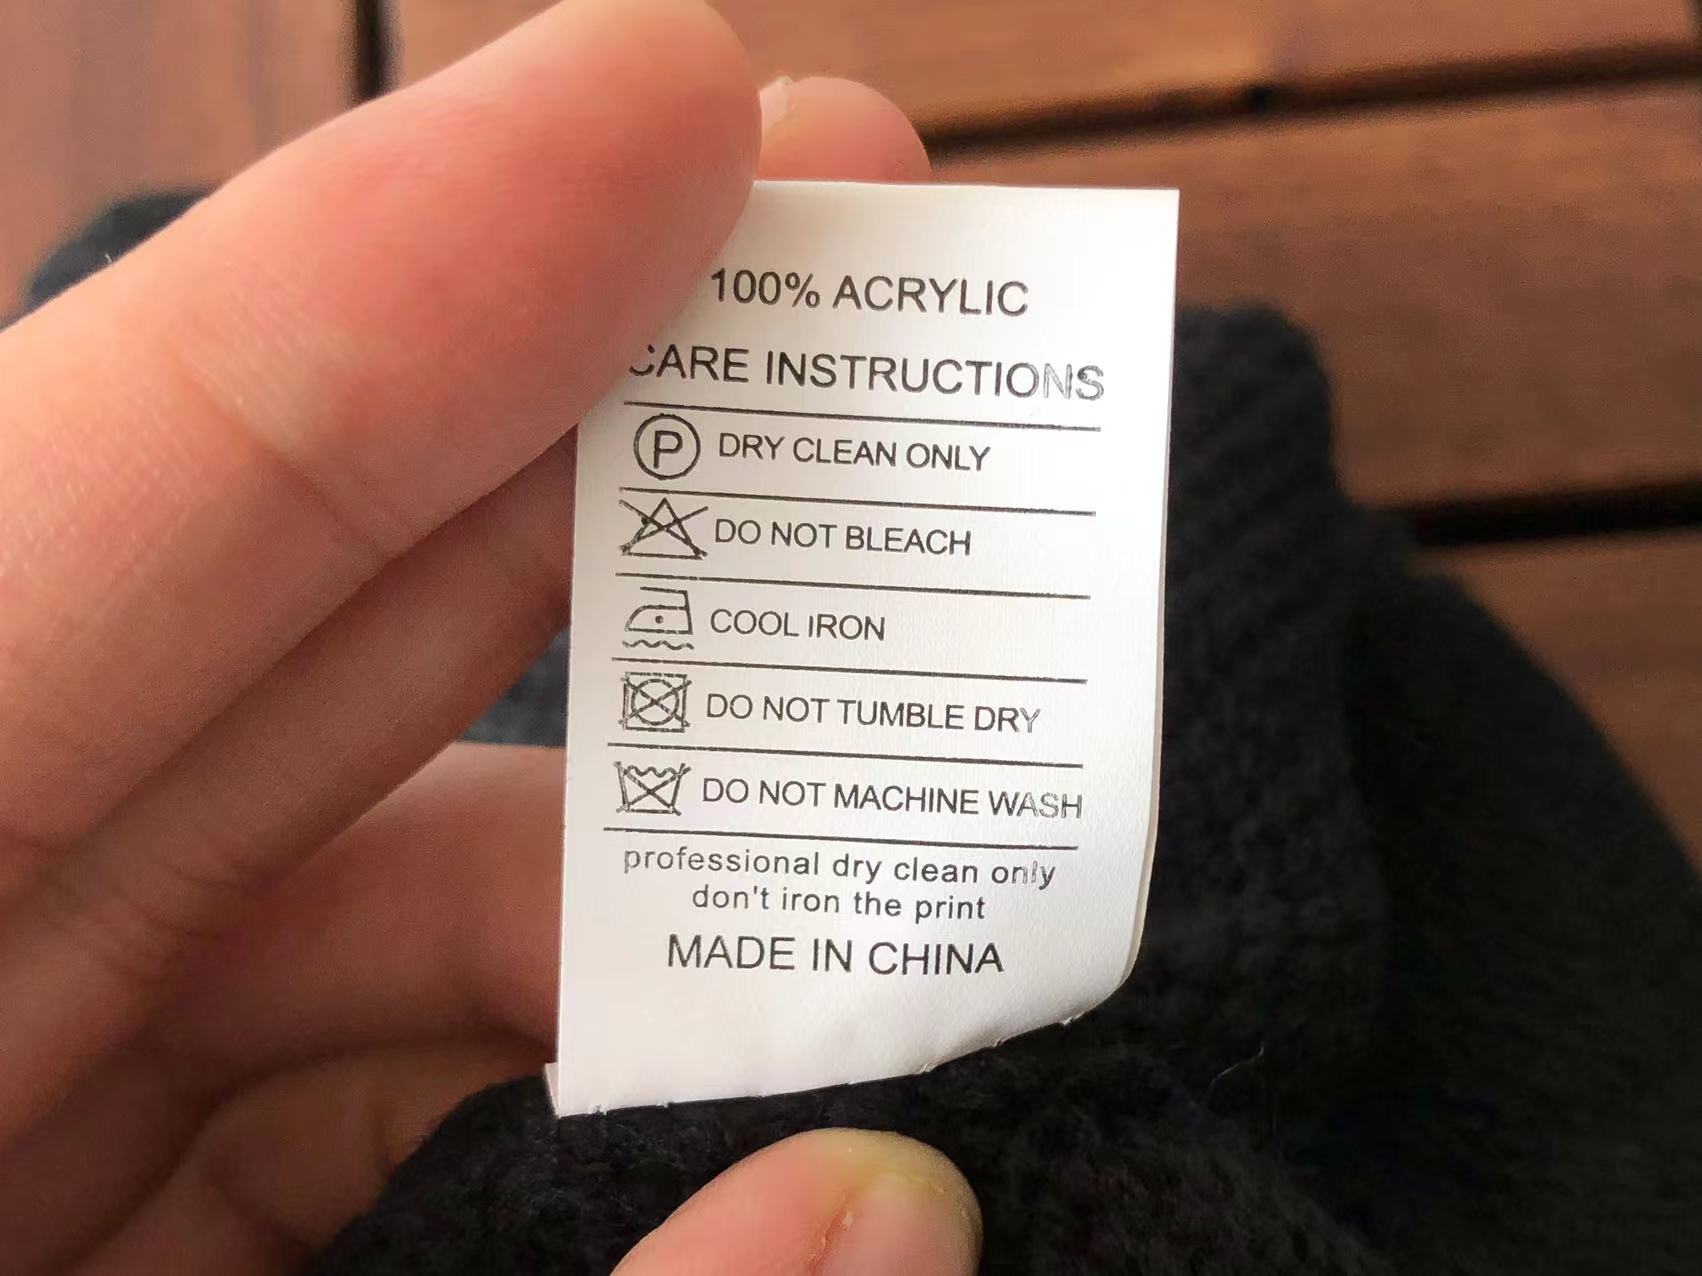 100% ACRYLIC
CARE INSTRUCTIONS
P DRY CLEAN ONLY
DO NOT BLEACH
COOL IRON
DO NOT TUMBLE DRY
DO NOT MACHINE WASH
professional dry clean only
don't iron the print
MADE IN CHINA